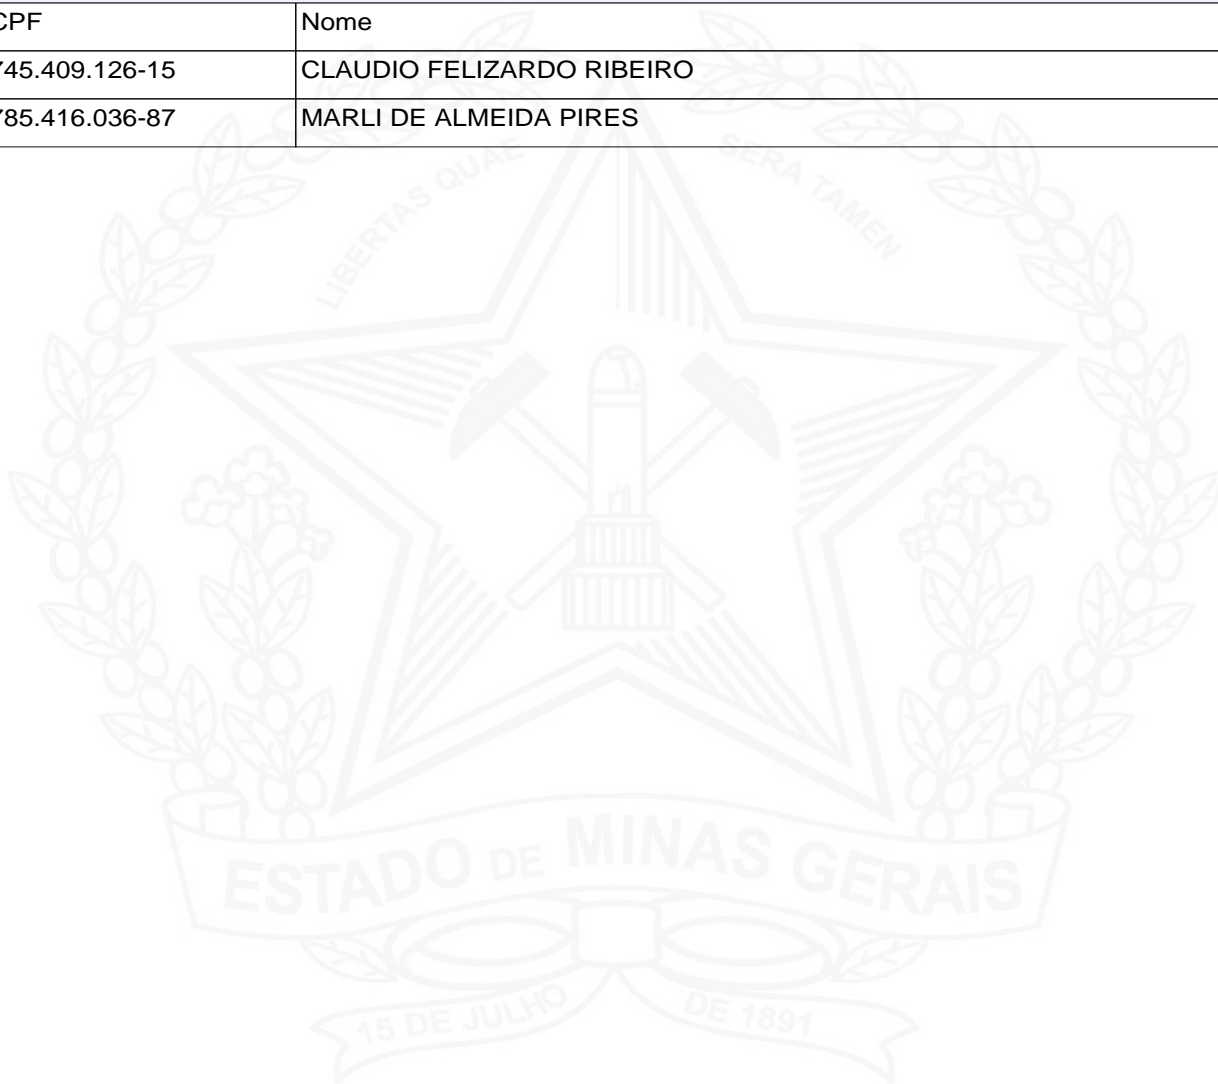 CPF Nome
745.409.126-15 CLAUDIO FELIZARDO RIBEIRO
785.416.036-87 MARLI DE ALMEIDA PIRES
LIBERTAS QUAE SERA TAMEN
ESTADO DE MINAS GERAIS
15 DE JULHO DE 1891